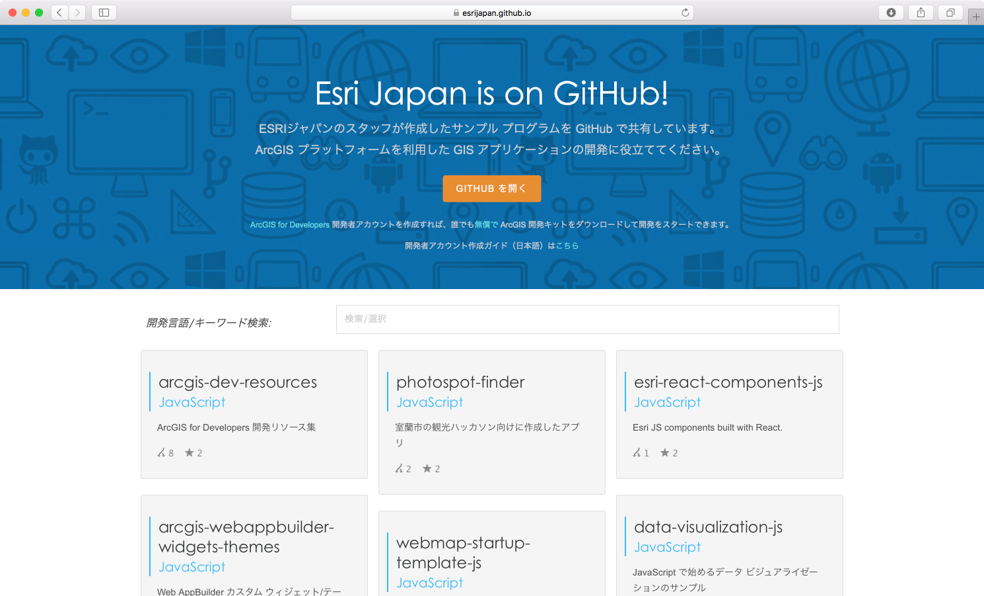 esrijapan.github.io
Esri Japan is on GitHub!
ESRIジャパンのスタッフが作成したサンプル プログラムを GitHub で共有しています。
ArcGIS プラットフォームを利用した GIS アプリケーションの開発に役立ててください。
GITHUB を開く
ArcGIS for Developers 開発者アカウントを作成すれば、誰でも無償で ArcGIS 開発キットをダウンロードして開発をスタートできます。
開発者アカウント作成ガイド（日本語）はこちら
開発言語/キーワード検索:
検索/選択
arcgis-dev-resources
JavaScript
ArcGIS for Developers 開発リソース集
8 ★ 2
photospot-finder
JavaScript
室蘭市の観光ハッカソン向けに作成したアプ
リ
2 ★ 2
esri-react-components-js
JavaScript
Esri JS components built with React.
1 ★ 2
arcgis-webappbuilder-
widgets-themes
JavaScript
Web AppBuilder カスタム ウィジェット/テー
webmap-startup-
template-js
JavaScript
data-visualization-js
JavaScript
JavaScript で始めるデータ ビジュアライゼー
ションのサンプル